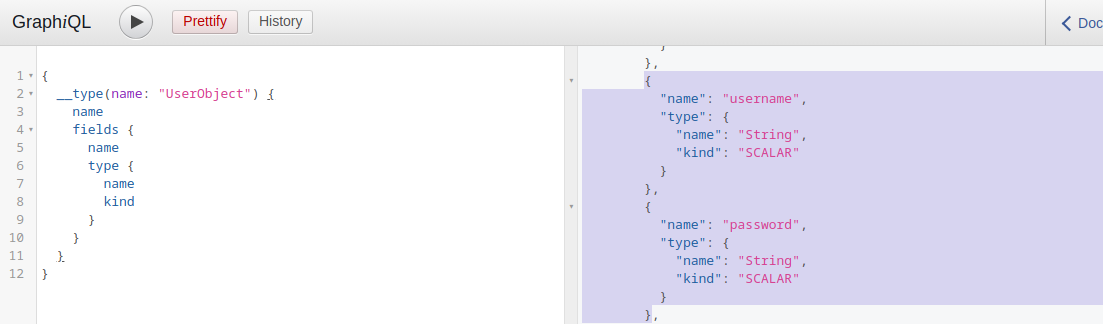 GraphiQL Prettify History Doc
1 {
2 __type(name: "UserObject") {
3 name
4 fields {
5 name
6 type {
7 name
8 kind
9 }
10 }
11 }
12 }
},
{
"name": "username",
"type": {
"name": "String",
"kind": "SCALAR"
}
},
{
"name": "password",
"type": {
"name": "String",
"kind": "SCALAR"
}
},